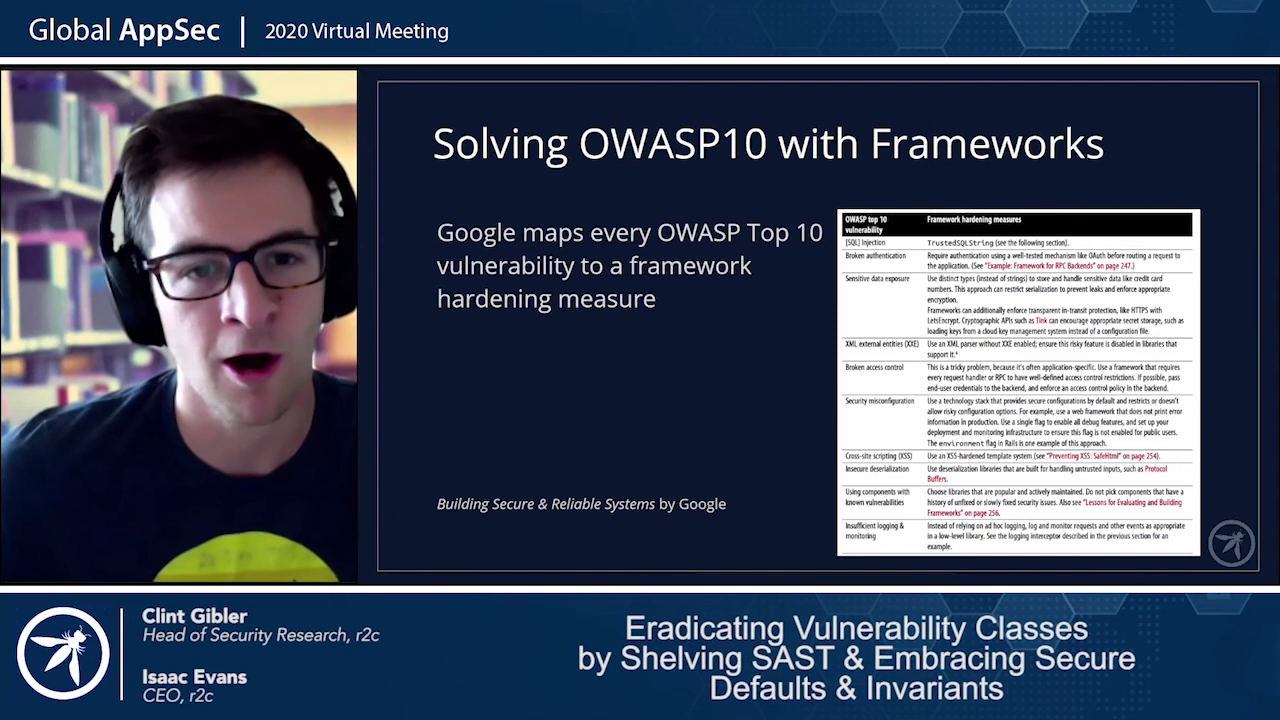 Global AppSec | 2020 Virtual Meeting
Solving OWASP10 with Frameworks
Google maps every OWASP Top 10
vulnerability to a framework
hardening measure
Building Secure & Reliable Systems by Google
OWASP top 10 vulnerability
Framework hardening measures
[SQL] Injection
TrustedSQLString (see the following section).
Broken authentication
Require authentication using a well-tested mechanism like OAuth before routing a request to
the application. (See "Example: Framework for RPC Backends" on page 247.)
Sensitive data exposure
Use distinct types (instead of strings) to store and handle sensitive data like credit card
numbers. This approach can restrict serialization to prevent leaks and enforce appropriate
encryption.
Frameworks can additionally enforce transparent in-transit protection, like HTTPS with
LetsEncrypt. Cryptographic APIs such as Tink can encourage appropriate secret storage, such as
loading keys from a cloud key management system instead of a configuration file.
XML external entities (XXE)
Use an XML parser without XXE enabled; ensure this risky feature is disabled in libraries that
support it.
Broken access control
This is a tricky problem, because it's often application-specific. Use a framework that requires
every request handler or RPC to have well-defined access control restrictions. If possible, pass
end-user credentials to the backend, and enforce an access control policy in the backend.
Security misconfiguration
Use a technology stack that provides secure configurations by default and restricts or doesn't
allow risky configuration options. For example, use a web framework that does not print error
information in production. Use a single flag to enable all debug features, and set up your
deployment and monitoring infrastructure to ensure this flag is not enabled for public users.
The environment flag in Rails is one example of this approach.
Cross-site scripting (XSS)
Use an XSS-hardened template system (see "Preventing XSS: SafeHtml" on page 254).
Insecure deserialization
Use deserialization libraries that are built for handling untrusted inputs, such as Protocol
Buffers.
Using components with
known vulnerabilities
Choose libraries that are popular and actively maintained. Do not pick components that have a
history of unfixed or slowly fixed security issues. Also see "Lessons for Evaluating and Building
Frameworks" on page 256.
Insufficient logging &
monitoring
Instead of relying on ad hoc logging, log and monitor requests and other events as appropriate
in a low-level library. See the logging interceptor described in the previous section for an
example.
Clint Gibler
Head of Security Research, r2c
Isaac Evans
CEO, r2c
Eradicating Vulnerability Classes
by Shelving SAST & Embracing Secure
Defaults & Invariants